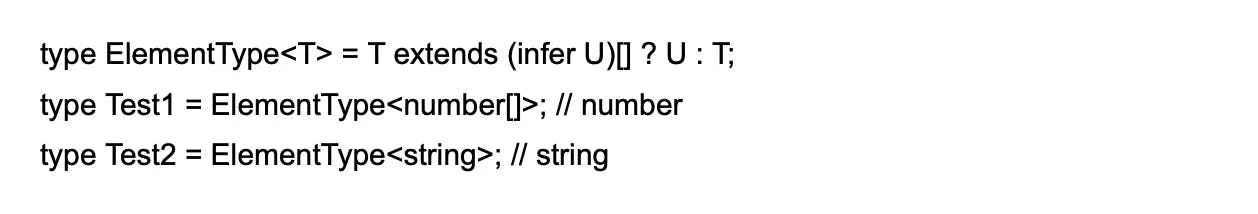 type ElementType<T> = T extends (infer U)[] ? U : T;
type Test1 = ElementType<number[]>; // number
type Test2 = ElementType<string>; // string